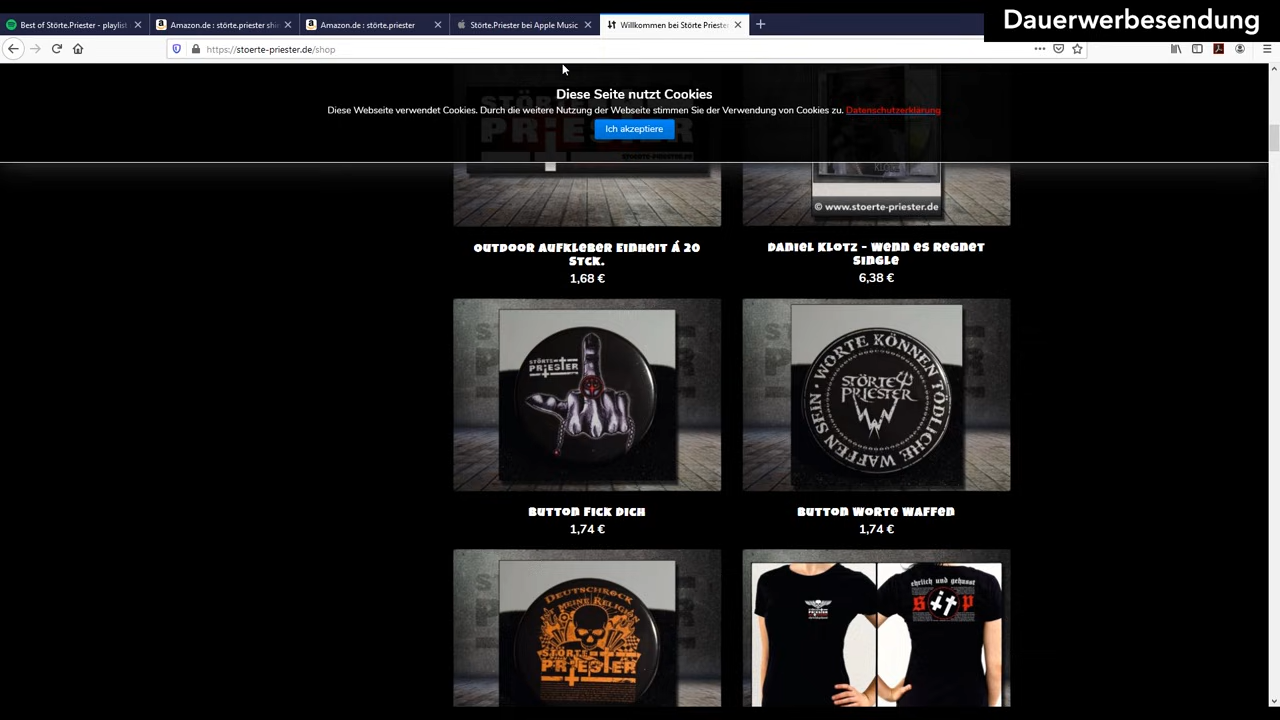 Dauerwerbesendung
Best of Störte.Priester - playlist
Amazon.de : störte.priester shi
Amazon.de : störte.priester
Störte.Priester bei Apple Music
Willkommen bei Störte Priester
https://stoerte-priester.de/shop
Diese Seite nutzt Cookies
Diese Webseite verwendet Cookies. Durch die weitere Nutzung der Webseite stimmen Sie der Verwendung von Cookies zu. Datenschutzerklärung
Ich akzeptiere
PRIESTER
© www.stoerte-priester.de
Outdoor Aufkleber Einheit Á 20
Stck.
1,68 €
Daniel Klotz - Wenn es regnet
Single
6,38 €
STÖRTE
PRIESTER
WORTE KÖNNEN TÖDLICHE WAFFEN SEIN
STÖRTE
PRIESTER
Button Fick Dich
1,74 €
Button Worte Waffen
1,74 €
DEUTSCHROCK
MEINE RELIGION
STÖRTE
PRIESTER
ehrlich und gehasst
S P